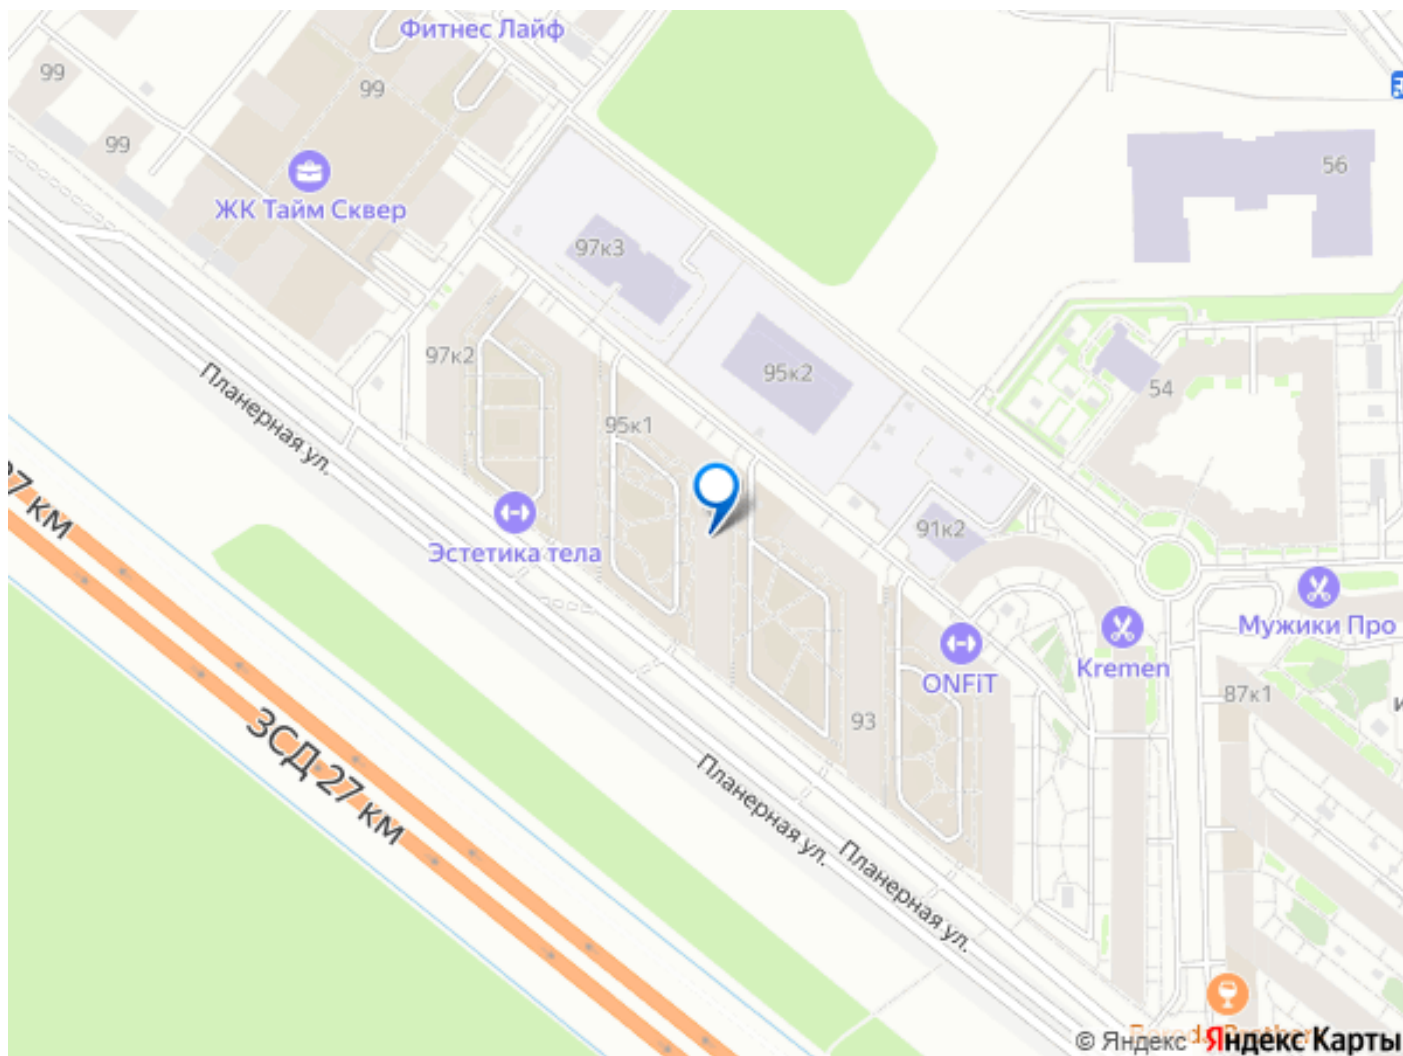 Фитнес Лайф
99
99
99
56
ЖК Тайм Сквер
97к3
97к2
95к2
54
Планерная ул.
95к1
27 км
91к2
Эстетика тела
Мужики Про
Kremen
ONFiT
87к1
93
ЗСД 27 км
Планерная ул.
Планерная ул.
© Яндекс Яндекс Карты